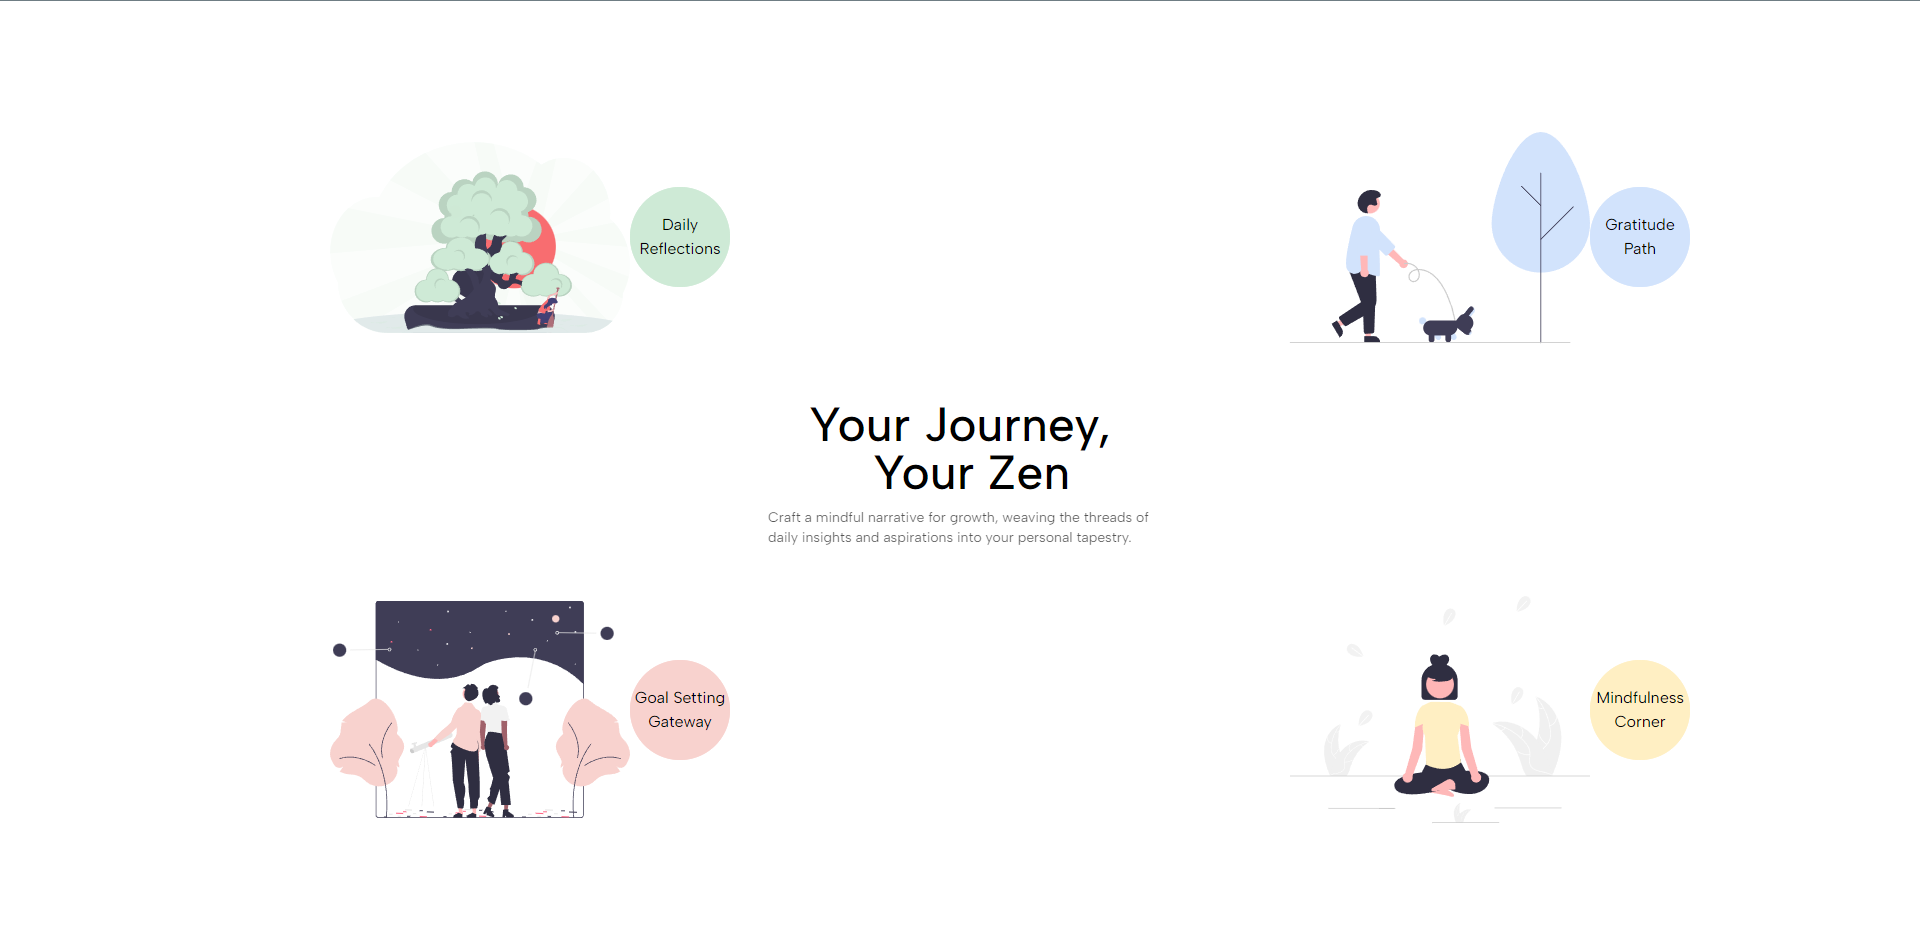 Daily
Reflections
Gratitude
Path
Your Journey,
Your Zen
Craft a mindful narrative for growth, weaving the threads of
daily insights and aspirations into your personal tapestry.
Goal Setting
Gateway
Mindfulness
Corner